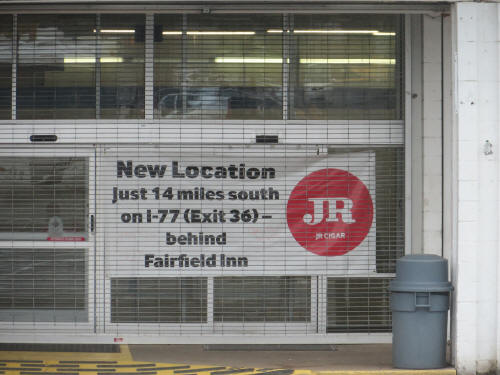 New Location
Just 14 miles south
on I-77 (Exit 36) –
behind
Fairfield Inn
JR
JR CIGAR